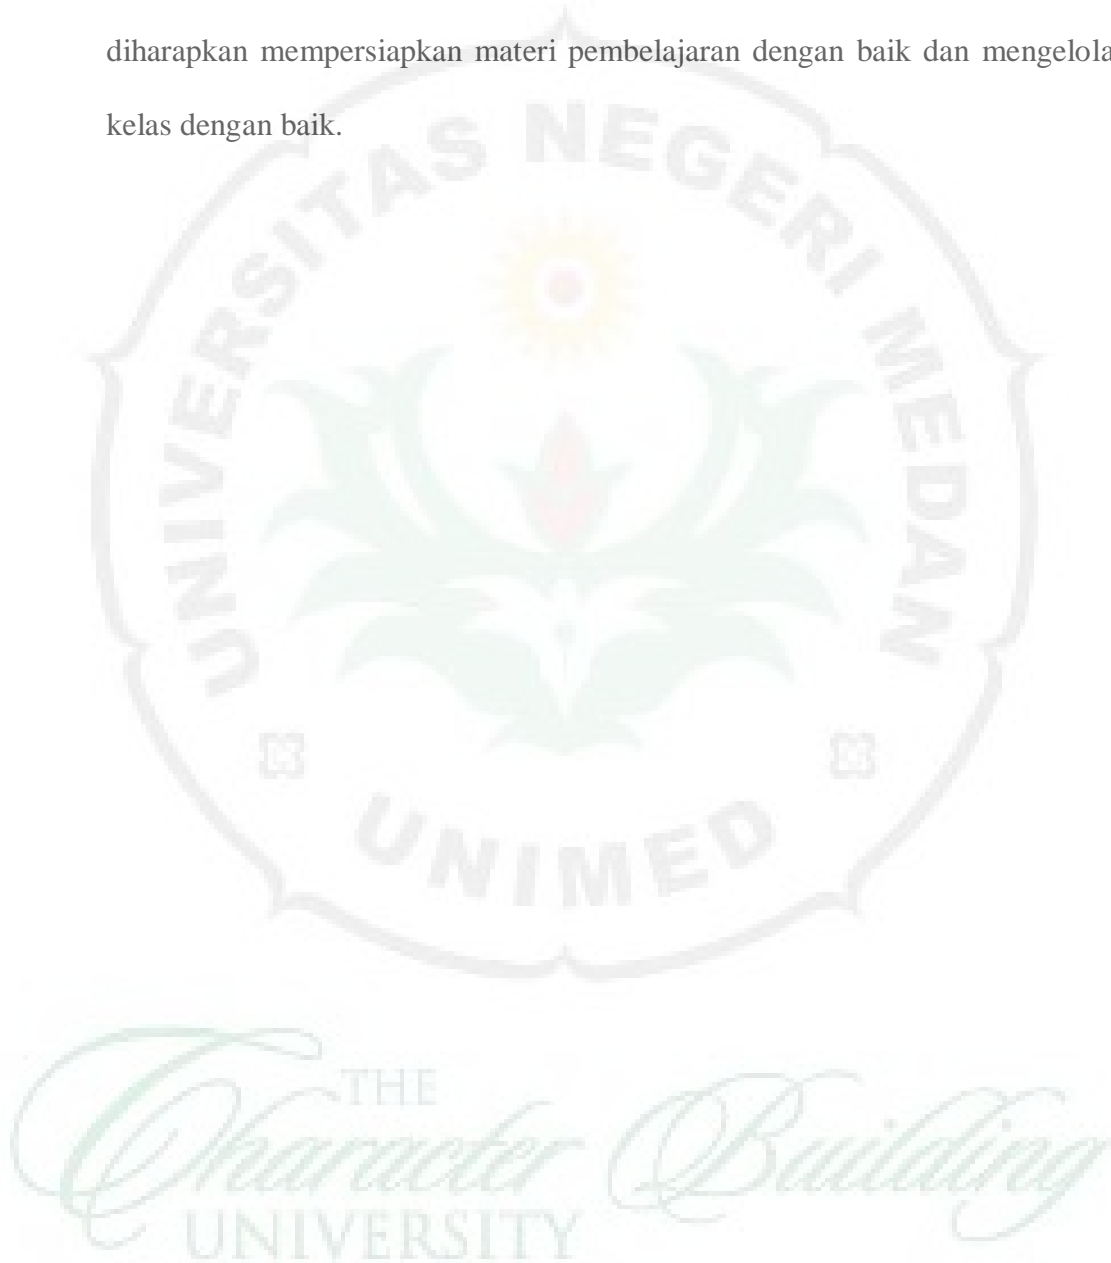 diharapkan mempersiapkan materi pembelajaran dengan baik dan mengelola
kelas dengan baik.
UNIVERSITAS NEGERI MEDAN
UNIMED
THE
Character Building
UNIVERSITY